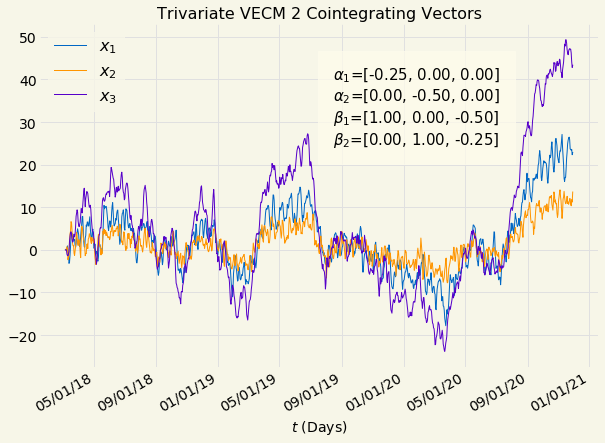 Trivariate VECM 2 Cointegrating Vectors
x₁
x₂
x₃
α₁=[-0.25, 0.00, 0.00]
α₂=[0.00, -0.50, 0.00]
β₁=[1.00, 0.00, -0.50]
β₂=[0.00, 1.00, -0.25]
50
40
30
20
10
0
−10
−20
05/01/18
09/01/18
01/01/19
05/01/19
09/01/19
01/01/20
05/01/20
09/01/20
01/01/21
t (Days)